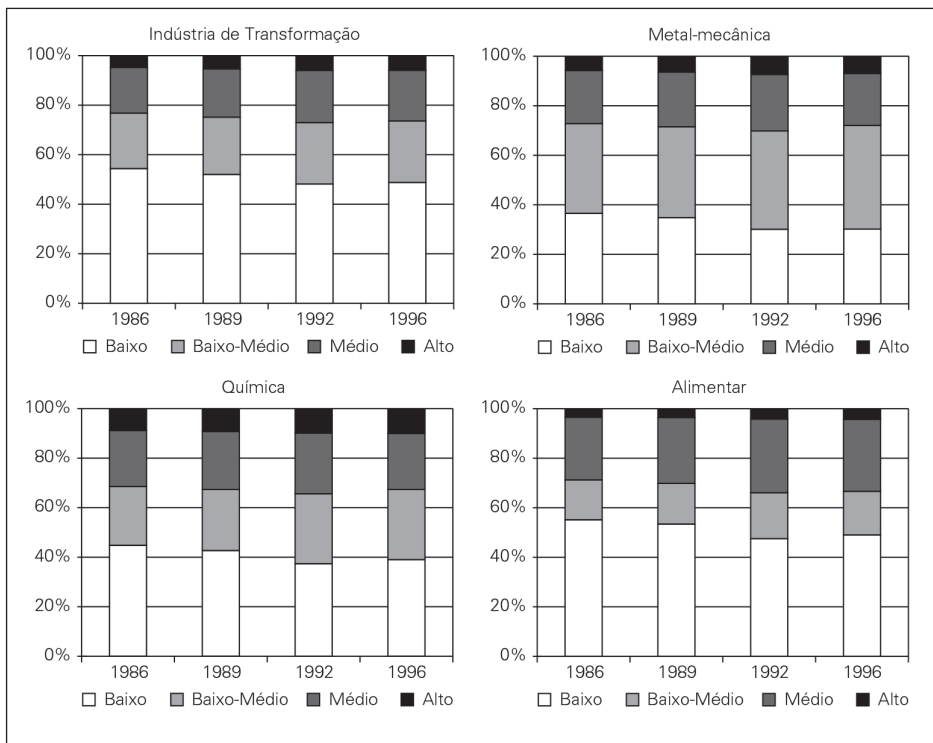 Indústria de Transformação
100%
80%
60%
40%
20%
0%
1986 1989 1992 1996
Baixo Baixo-Médio Médio Alto
Metal-mecânica
100%
80%
60%
40%
20%
0%
1986 1989 1992 1996
Baixo Baixo-Médio Médio Alto
Química
100%
80%
60%
40%
20%
0%
1986 1989 1992 1996
Baixo Baixo-Médio Médio Alto
Alimentar
100%
80%
60%
40%
20%
0%
1986 1989 1992 1996
Baixo Baixo-Médio Médio Alto